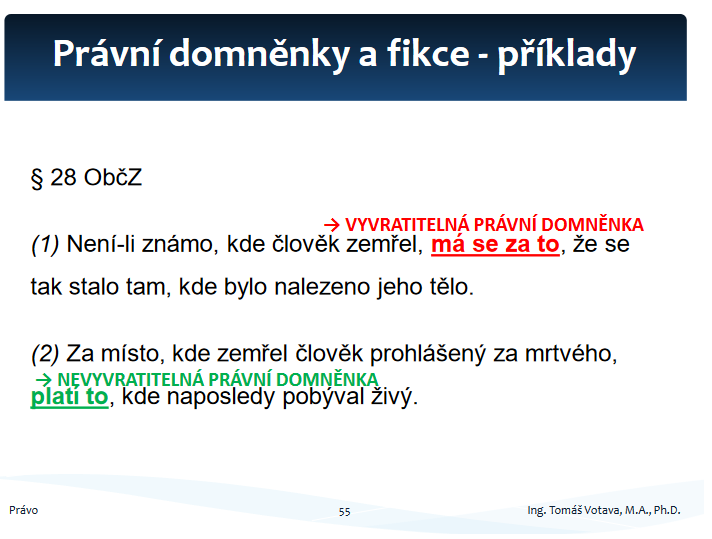 Právní domněnky a fikce - příklady
§ 28 ObčZ
→ VYVRATITELNÁ PRÁVNÍ DOMNĚNKA
(1) Není-li známo, kde člověk zemřel, má se za to, že se
tak stalo tam, kde bylo nalezeno jeho tělo.
(2) Za místo, kde zemřel člověk prohlášený za mrtvého,
→ NEVYVRATITELNÁ PRÁVNÍ DOMNĚNKA
platí to, kde naposledy pobýval živý.
Právo 55 Ing. Tomáš Votava, M.A., Ph.D.